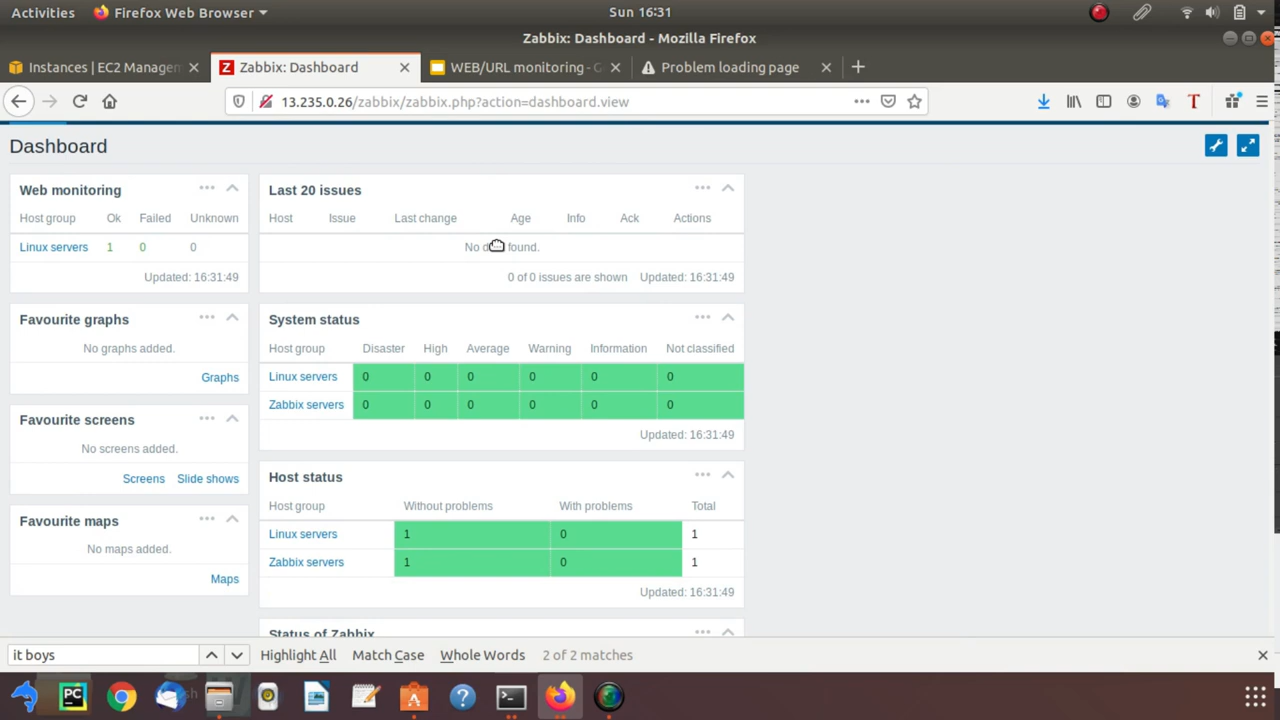 Activities
Firefox Web Browser
Sun 16:31
Zabbix: Dashboard - Mozilla Firefox
Instances | EC2 Managem
Zabbix: Dashboard
WEB/URL monitoring - G
Problem loading page
13.235.0.26/zabbix/zabbix.php?action=dashboard.view
Dashboard
Web monitoring
Host group Ok Failed Unknown
Linux servers 1 0 0
Updated: 16:31:49
Favourite graphs
No graphs added.
Graphs
Favourite screens
No screens added.
Screens Slide shows
Favourite maps
No maps added.
Maps
Last 20 issues
Host Issue Last change Age Info Ack Actions
No found.
0 of 0 issues are shown Updated: 16:31:49
System status
Host group Disaster High Average Warning Information Not classified
Linux servers 0 0 0 0 0 0
Zabbix servers 0 0 0 0 0 0
Updated: 16:31:49
Host status
Host group Without problems With problems Total
Linux servers 1 0 1
Zabbix servers 1 0 1
Updated: 16:31:49
Status of Zabbix
it boys
Highlight All Match Case Whole Words 2 of 2 matches
PC